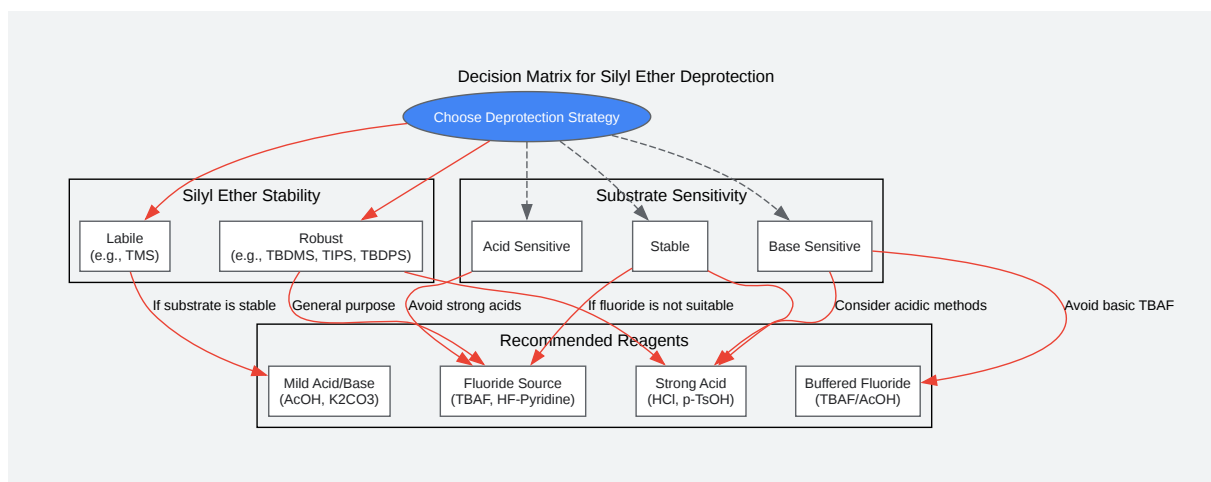 Decision Matrix for Silyl Ether Deprotection
Choose Deprotection Strategy
Silyl Ether Stability
Substrate Sensitivity
Labile
(e.g., TMS)
Robust
(e.g., TBDMS, TIPS, TBDPS)
Acid Sensitive
Stable
Base Sensitive
If substrate is stable
General purpose
Avoid strong acids
If fluoride is not suitable
Consider acidic methods
Avoid basic TBAF
Recommended Reagents
Mild Acid/Base
(AcOH, K2CO3)
Fluoride Source
(TBAF, HF-Pyridine)
Strong Acid
(HCl, p-TsOH)
Buffered Fluoride
(TBAF/AcOH)